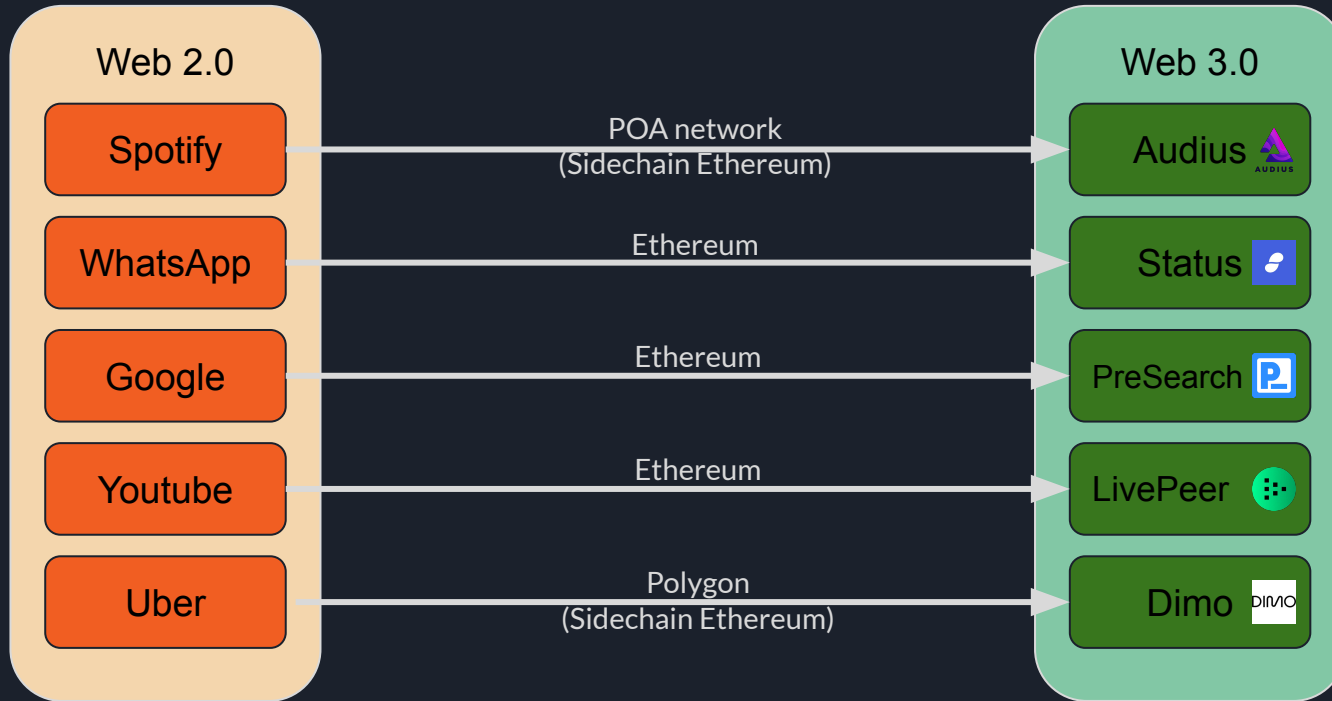 Web 2.0
Web 3.0
Spotify
POA network
(Sidechain Ethereum)
Audius
AUDIUS
WhatsApp
Ethereum
Status
Google
Ethereum
PreSearch
P
Youtube
Ethereum
LivePeer
Uber
Polygon
(Sidechain Ethereum)
Dimo
DIMO